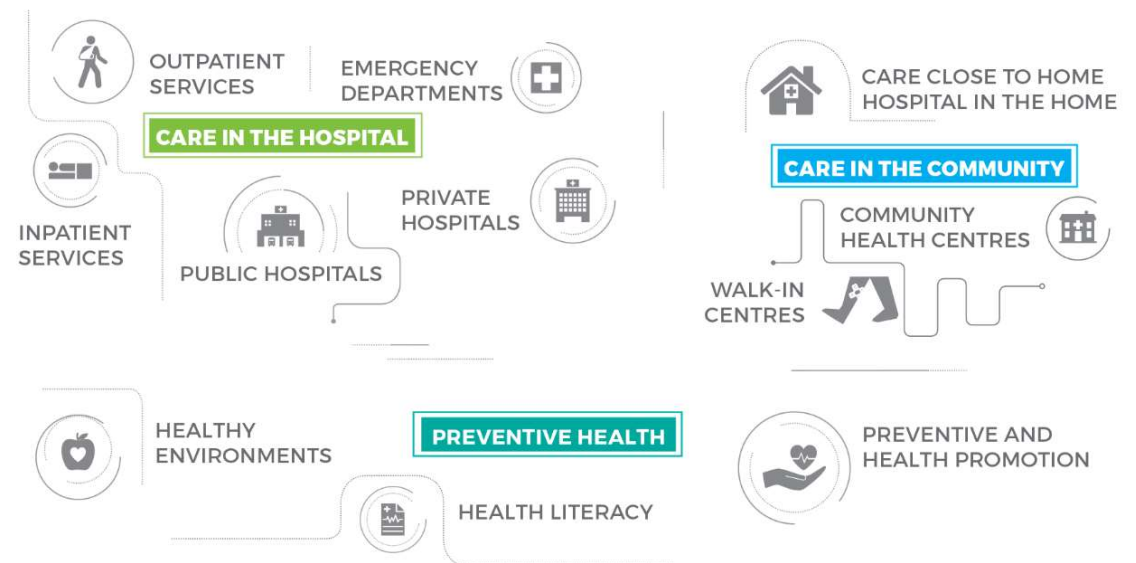 OUTPATIENT
SERVICES
EMERGENCY
DEPARTMENTS
CARE IN THE HOSPITAL
INPATIENT
SERVICES
PUBLIC HOSPITALS
PRIVATE
HOSPITALS
CARE CLOSE TO HOME
HOSPITAL IN THE HOME
CARE IN THE COMMUNITY
COMMUNITY
HEALTH CENTRES
WALK-IN
CENTRES
HEALTHY
ENVIRONMENTS
PREVENTIVE HEALTH
HEALTH LITERACY
PREVENTIVE AND
HEALTH PROMOTION